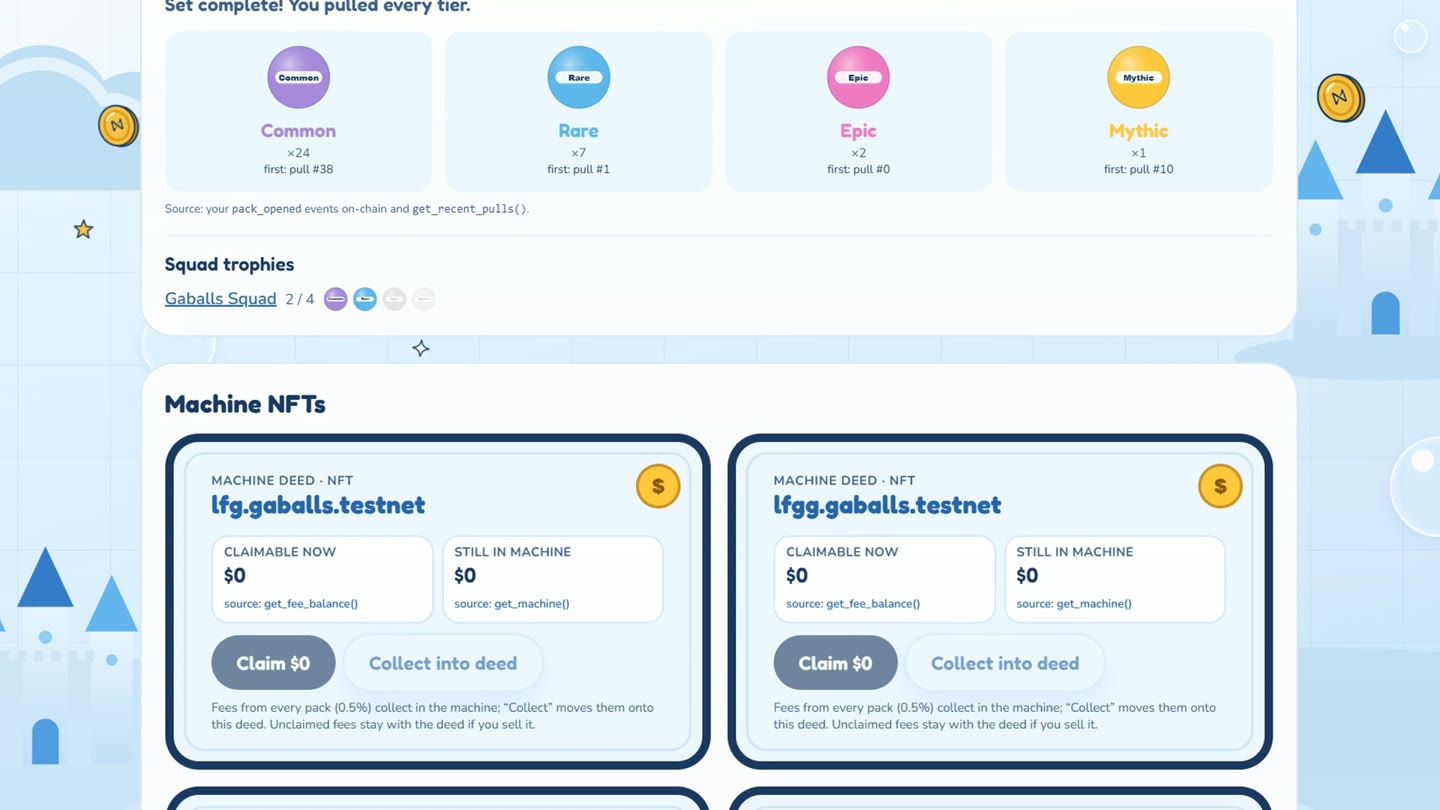 Set complete! You pulled every tier.
Common
Rare
Epic
Mythic
Common
Rare
Epic
Mythic
×24
×7
×2
×1
first: pull #38
first: pull #1
first: pull #0
first: pull #10
Source: your pack_opened events on-chain and get_recent_pulls().
Squad trophies
Gaballs Squad 2 / 4 Common Rare
Machine NFTs
MACHINE DEED · NFT
lfg.gaballs.testnet
$
CLAIMABLE NOW
$0
source: get_fee_balance()
STILL IN MACHINE
$0
source: get_machine()
Claim $0
Collect into deed
Fees from every pack (0.5%) collect in the machine; “Collect” moves them onto
this deed. Unclaimed fees stay with the deed if you sell it.
MACHINE DEED · NFT
lfgg.gaballs.testnet
$
CLAIMABLE NOW
$0
source: get_fee_balance()
STILL IN MACHINE
$0
source: get_machine()
Claim $0
Collect into deed
Fees from every pack (0.5%) collect in the machine; “Collect” moves them onto
this deed. Unclaimed fees stay with the deed if you sell it.